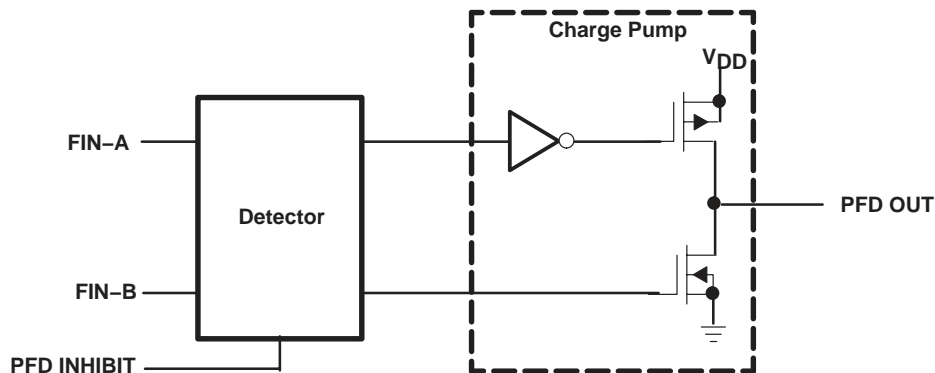 Charge Pump
VDD
FIN–A
Detector
PFD OUT
FIN–B
PFD INHIBIT